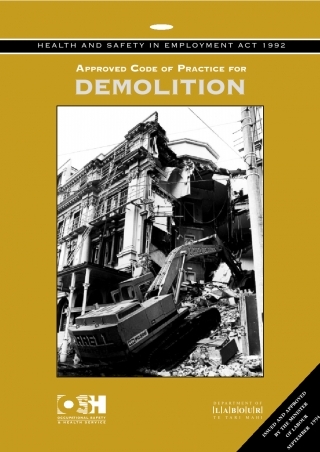 HEALTH AND SAFETY IN EMPLOYMENT ACT 1992
APPROVED CODE OF PRACTICE FOR
DEMOLITION
OSH
OCCUPATIONAL SAFETY
& HEALTH SERVICE
DEPARTMENT OF
LABOUR
TE TARI MAHI
ISSUED AND APPROVED
BY THE MINISTER
OF LABOUR
SEPTEMBER 1994